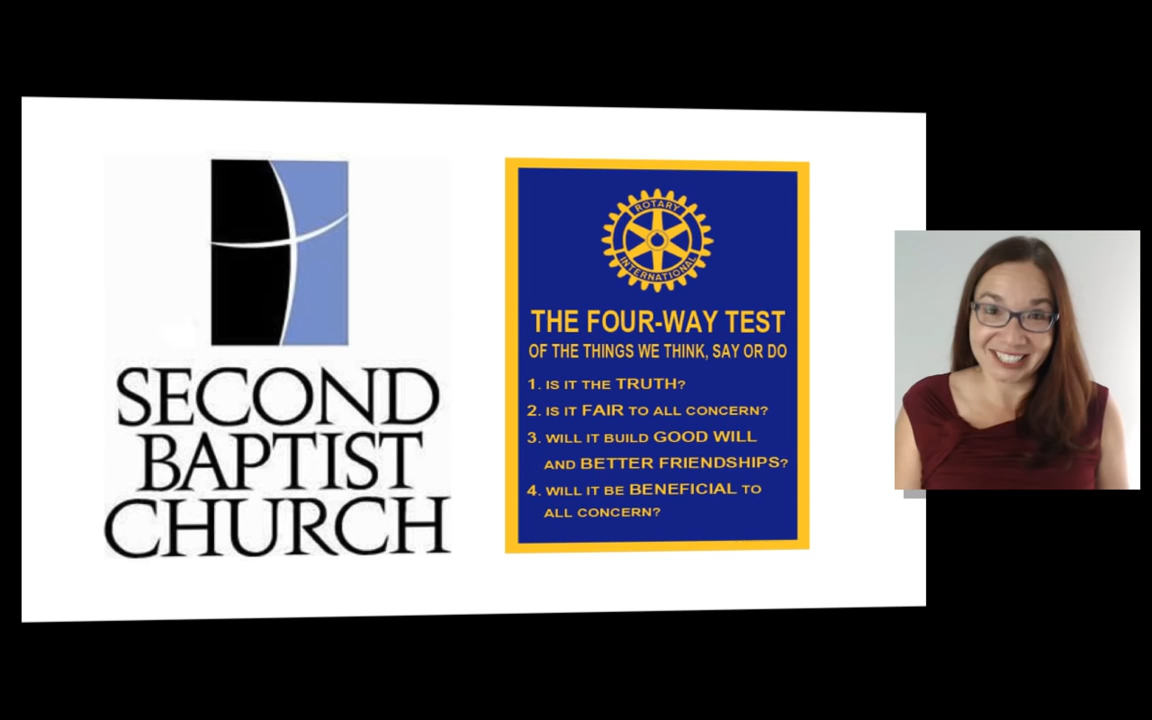 SECOND
BAPTIST
CHURCH
ROTARY
INTERNATIONAL
THE FOUR-WAY TEST
OF THE THINGS WE THINK, SAY OR DO
1. IS IT THE TRUTH?
2. IS IT FAIR TO ALL CONCERN?
3. WILL IT BUILD GOOD WILL
AND BETTER FRIENDSHIPS?
4. WILL IT BE BENEFICIAL TO
ALL CONCERN?